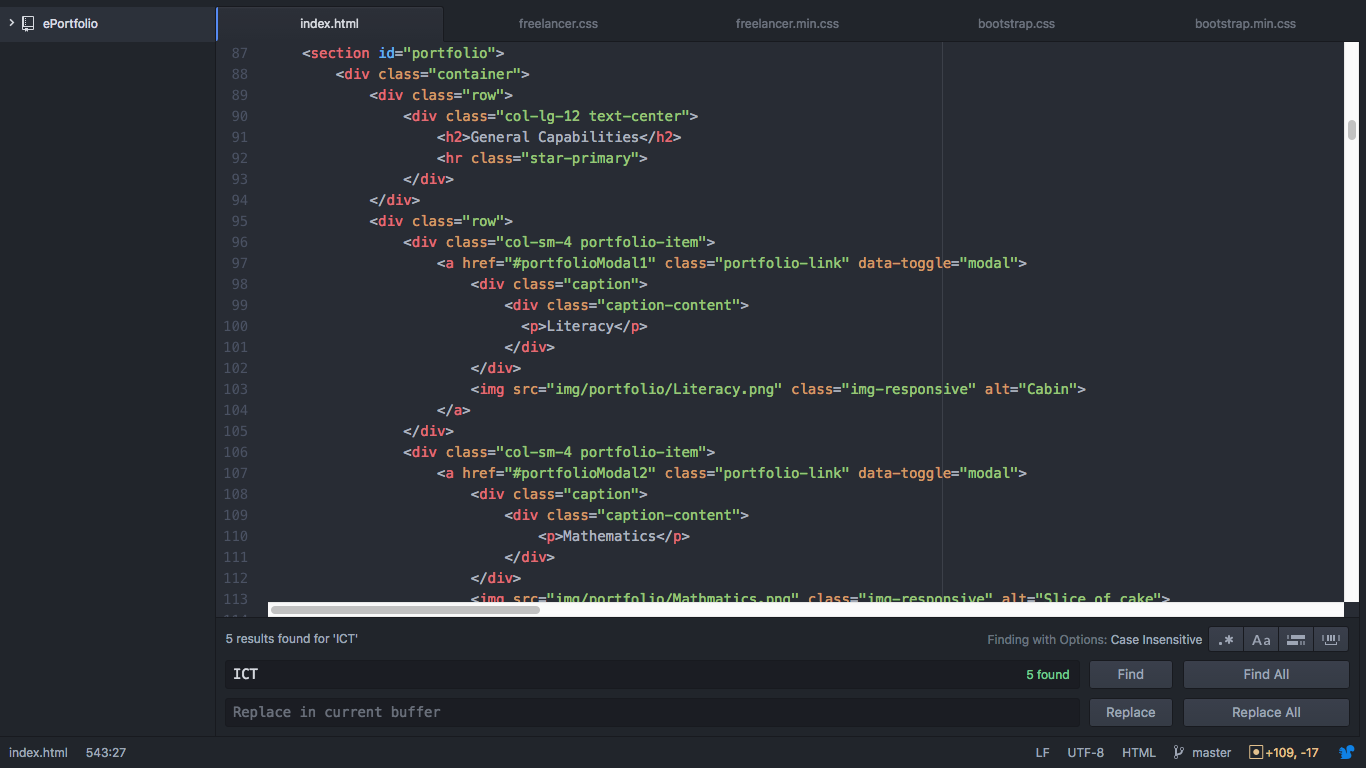 ePortfolio
index.html freelancer.css freelancer.min.css bootstrap.css bootstrap.min.css
87 <section id="portfolio">
88 <div class="container">
89 <div class="row">
90 <div class="col-lg-12 text-center">
91 <h2>General Capabilities</h2>
92 <hr class="star-primary">
93 </div>
94 </div>
95 <div class="row">
96 <div class="col-sm-4 portfolio-item">
97 <a href="#portfolioModal1" class="portfolio-link" data-toggle="modal">
98 <div class="caption">
99 <div class="caption-content">
100 <p>Literacy</p>
101 </div>
102 </div>
103 <img src="img/portfolio/Literacy.png" class="img-responsive" alt="Cabin">
104 </a>
105 </div>
106 <div class="col-sm-4 portfolio-item">
107 <a href="#portfolioModal2" class="portfolio-link" data-toggle="modal">
108 <div class="caption">
109 <div class="caption-content">
110 <p>Mathematics</p>
111 </div>
112 </div>
113 <img src="img/portfolio/Mathmatics.png" class="img-responsive" alt="Slice of cake">
5 results found for 'ICT' Finding with Options: Case Insensitive .* Aa
ICT 5 found Find Find All
Replace in current buffer Replace Replace All
index.html 543:27 LF UTF-8 HTML master +109, -17